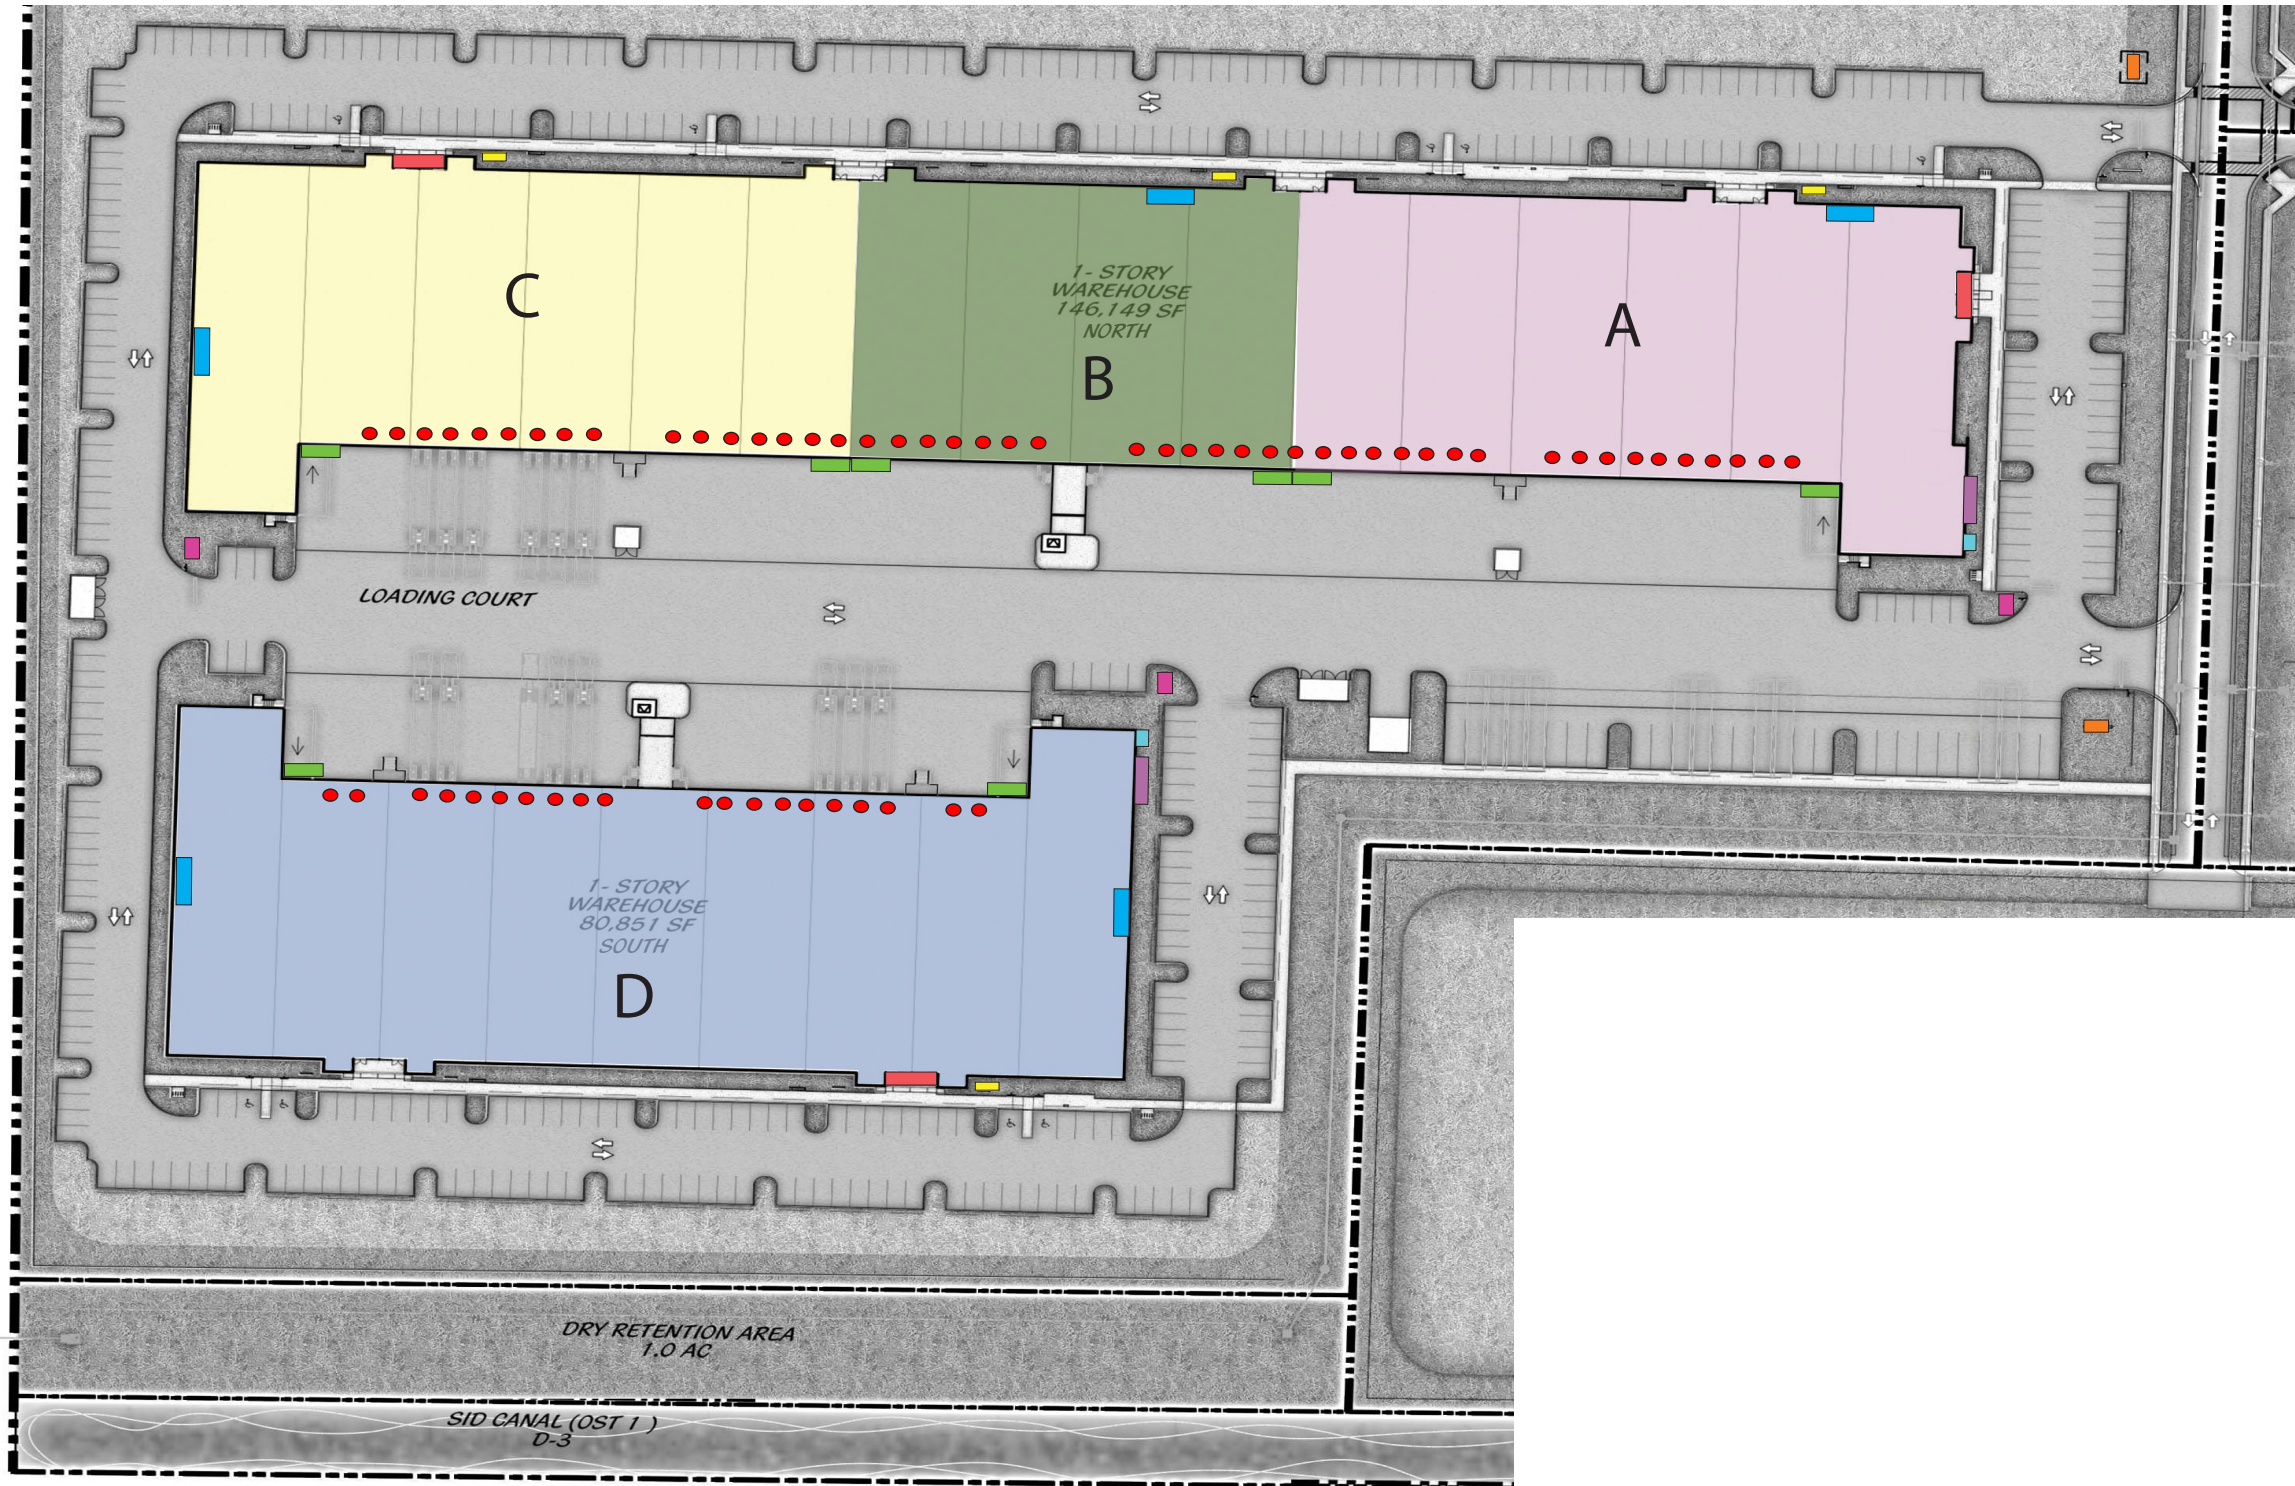 C
1- STORY
WAREHOUSE
146,149 SF
NORTH
B
A
LOADING COURT
1- STORY
WAREHOUSE
80,851 SF
SOUTH
D
DRY RETENTION AREA
1.0 AC
SID CANAL (OST 1 )
D-3